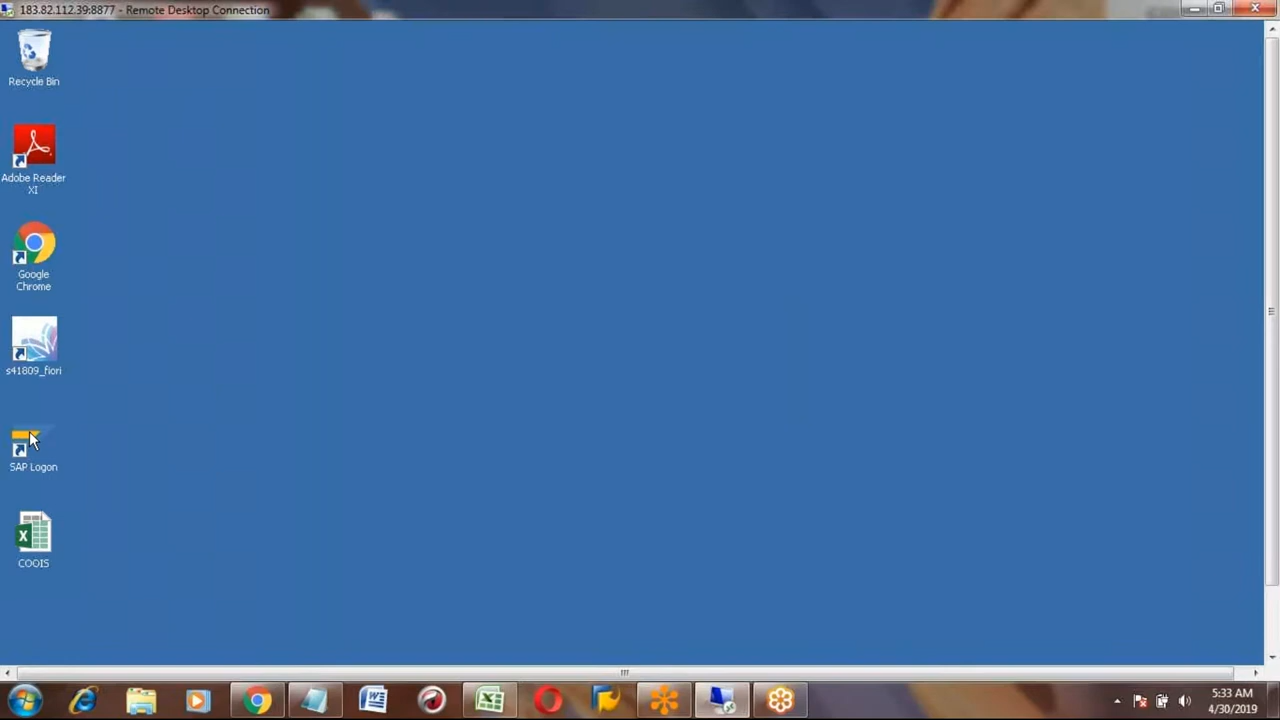 183.82.112.39:8877 - Remote Desktop Connection
Recycle Bin
Adobe Reader
XI
Google
Chrome
s41809_fiori
SAP Logon
COOIS
5:33 AM
4/30/2019